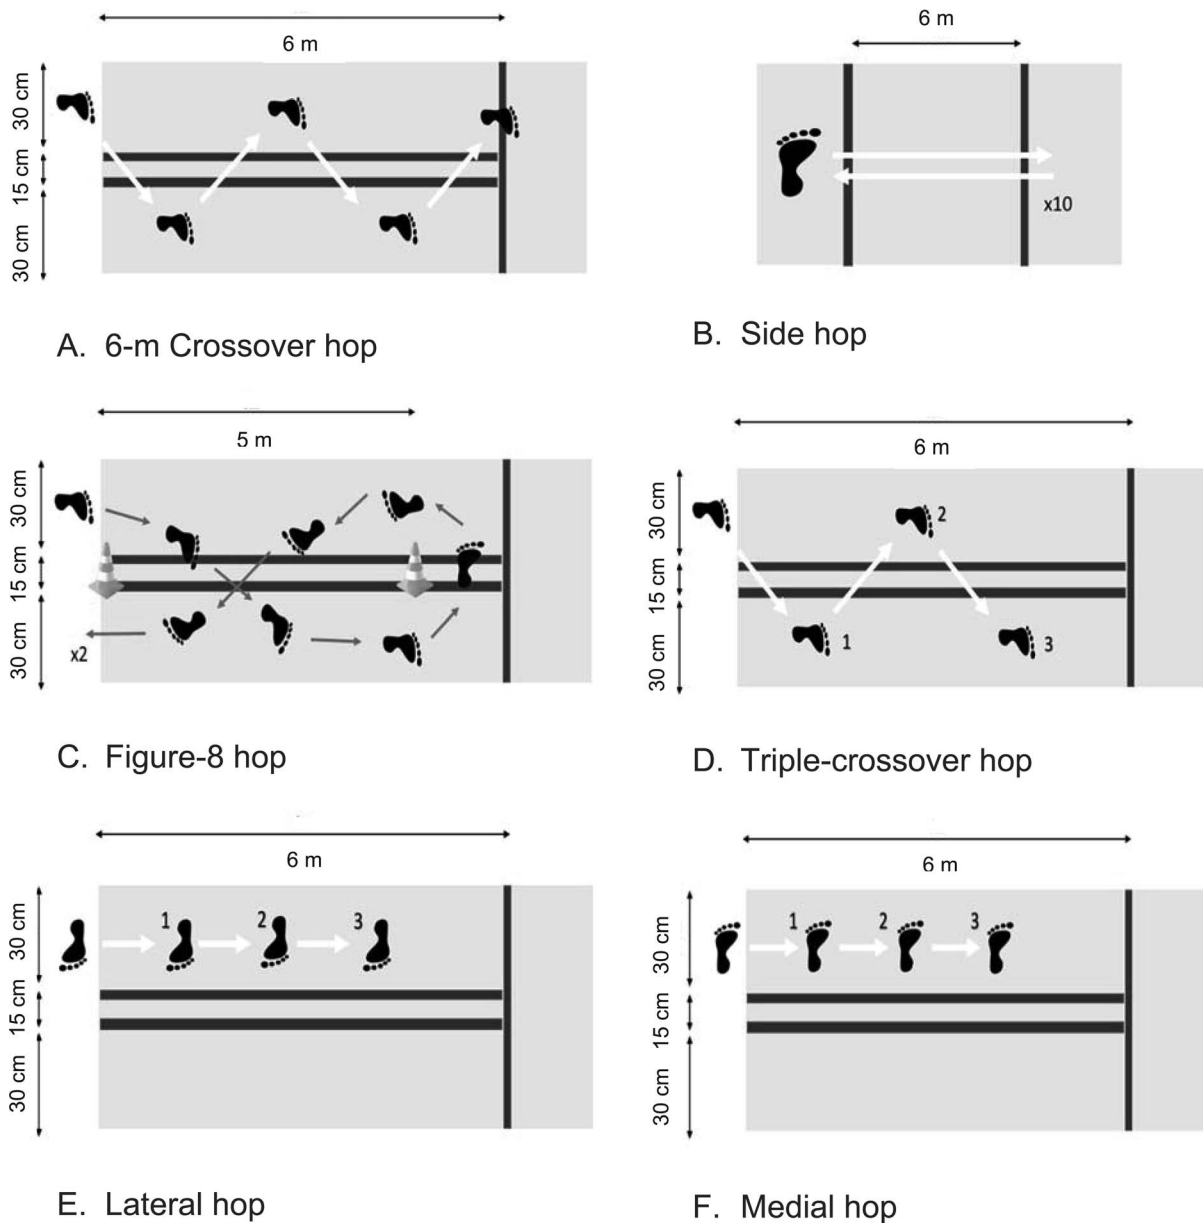 6 m
30 cm
15 cm
30 cm
A. 6-m Crossover hop
6 m
x10
B. Side hop
5 m
30 cm
15 cm
30 cm
x2
C. Figure-8 hop
6 m
30 cm
15 cm
30 cm
2
1
3
D. Triple-crossover hop
6 m
30 cm
15 cm
30 cm
1 2 3
E. Lateral hop
6 m
30 cm
15 cm
30 cm
1 2 3
F. Medial hop